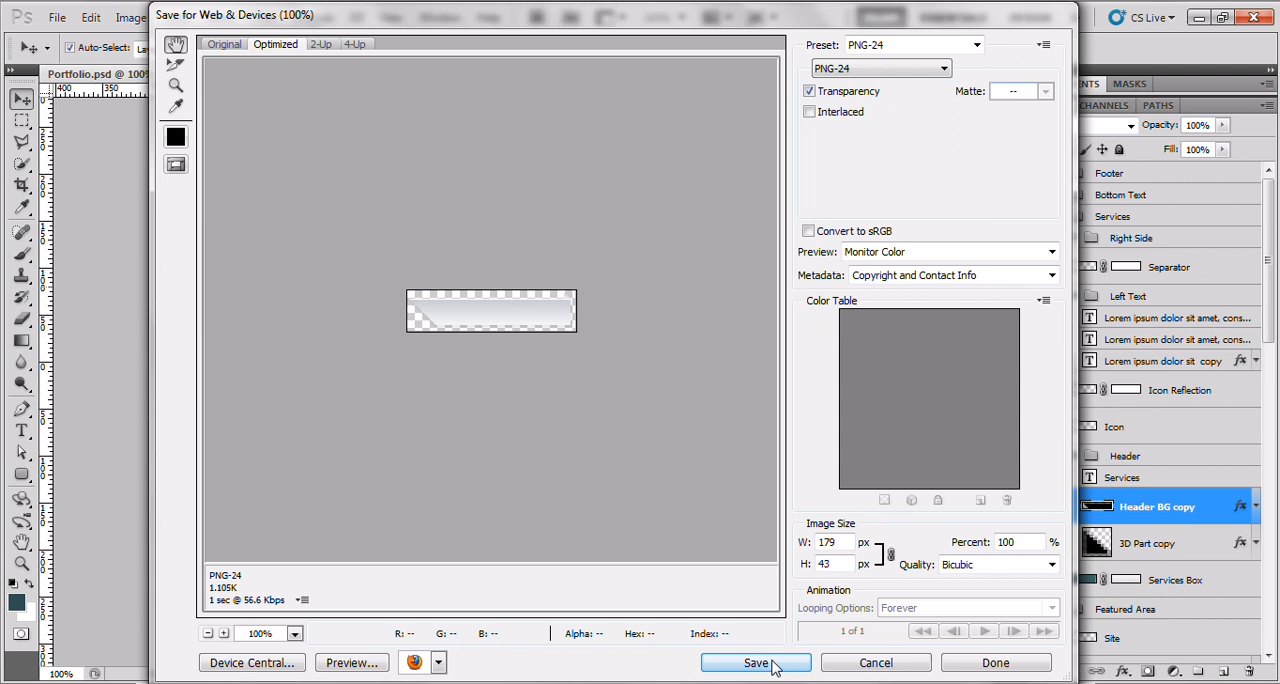 Ps File Edit Image
Save for Web & Devices (100%)
CS Live
Auto-Select:
Portfolio.psd @ 100%
400 350
Original Optimized 2-Up 4-Up
Preset: PNG-24
PNG-24
Transparency Matte: --
Interlaced
Convert to sRGB
Preview: Monitor Color
Metadata: Copyright and Contact Info
Color Table
Image Size
W: 179 px Percent: 100 %
H: 43 px Quality: Bicubic
Animation
Looping Options: Forever
1 of 1
PNG-24
1.105K
1 sec @ 56.6 Kbps
100% R: -- G: -- B: -- Alpha: -- Hex: -- Index: --
Device Central... Preview... Save Cancel Done
100%
ENTS MASKS
CHANNELS PATHS
Opacity: 100%
Fill: 100%
Footer
Bottom Text
Services
Right Side
Separator
Left Text
T Lorem ipsum dolor sit amet, cons...
T Lorem ipsum dolor sit amet, cons...
T Lorem ipsum dolor sit copy fx
Icon Reflection
Icon
Header
T Services
Header BG copy fx
3D Part copy fx
Services Box
Featured Area
Site